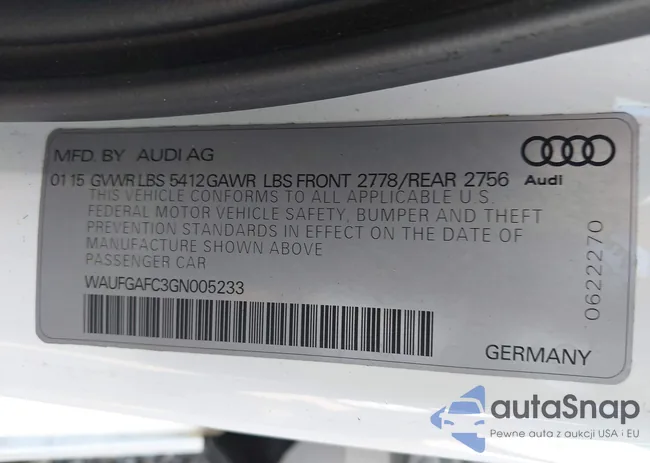 MFD. BY AUDI AG
01 15 GVWR LBS 5412 GAWR LBS FRONT 2778/REAR 2756
THIS VEHICLE CONFORMS TO ALL APPLICABLE U.S.
FEDERAL MOTOR VEHICLE SAFETY, BUMPER AND THEFT
PREVENTION STANDARDS IN EFFECT ON THE DATE OF
MANUFACTURE SHOWN ABOVE
PASSENGER CAR
WAUFGAFC3GN005233
Audi
0622270
GERMANY
autaSnap
Pewne auta z aukcji USA i EU